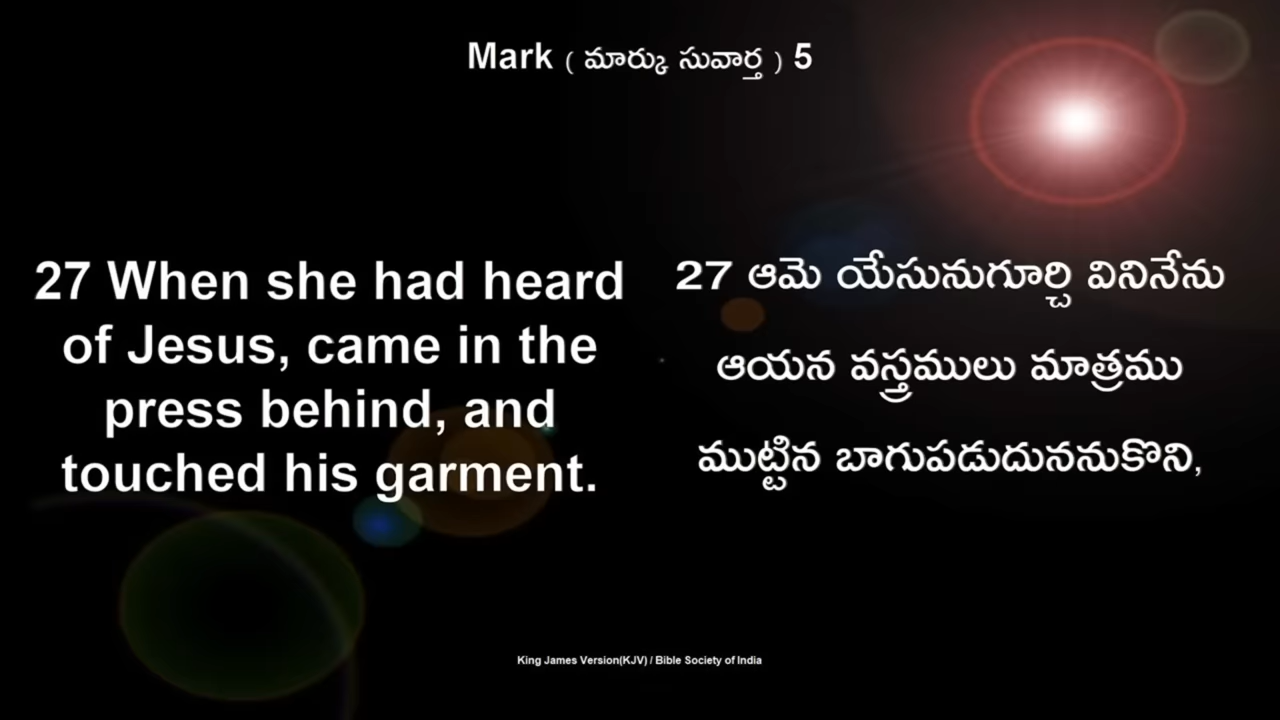 Mark ( మార్కు సువార్త ) 5
27 When she had heard
of Jesus, came in the
press behind, and
touched his garment.
27 ఆమె యేసునుగూర్చి వినినేను
ఆయన వస్త్రములు మాత్రము
ముట్టిన బాగుపడుదుననుకొని,
King James Version(KJV) / Bible Society of India